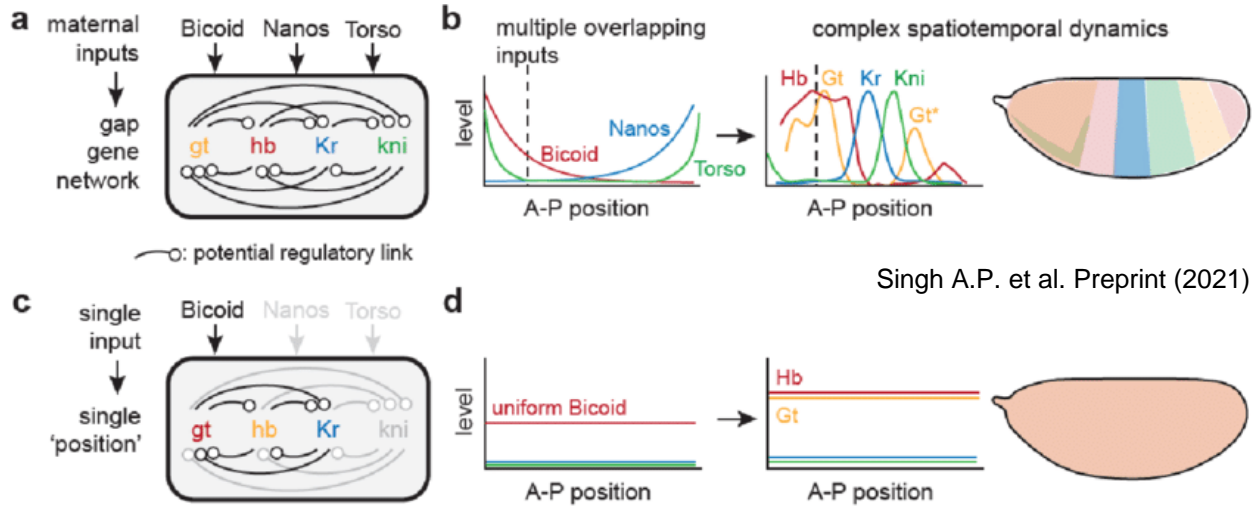 a
maternal
inputs
gap
gene
network
Bicoid Nanos Torso
gt hb Kr kni
: potential regulatory link
b
multiple overlapping
inputs
level
Bicoid
Nanos
Torso
A-P position
complex spatiotemporal dynamics
Hb Gt Kr Kni
Gt*
A-P position
Singh A.P. et al. Preprint (2021)
c
single
input
single
'position'
Bicoid Nanos Torso
gt hb Kr kni
d
level
uniform Bicoid
A-P position
Hb
Gt
A-P position